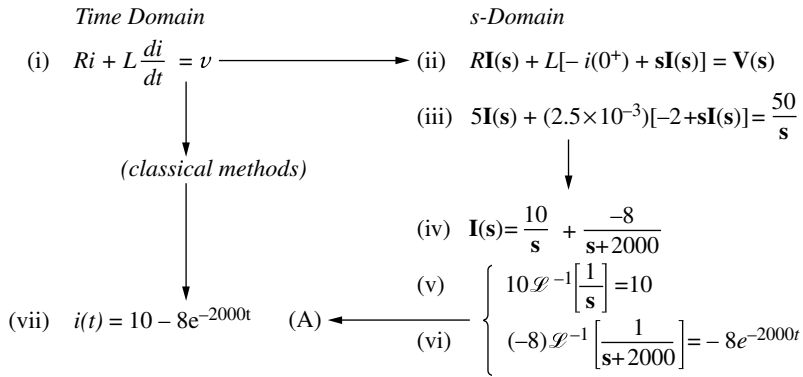 Time Domain s-Domain
(i) Ri + L di/dt = v (ii) RI(s) + L[– i(0⁺) + sI(s)] = V(s)
(iii) 5I(s) + (2.5×10⁻³)[–2+sI(s)]= 50/s
(classical methods)
(iv) I(s)= 10/s + –8/s+2000
(v) 10ℒ⁻¹[1/s] =10
(vii) i(t) = 10 – 8e⁻²⁰⁰⁰ᵗ (A)
(vi) (–8)ℒ⁻¹[1/s+2000]= – 8e⁻²⁰⁰⁰ᵗ